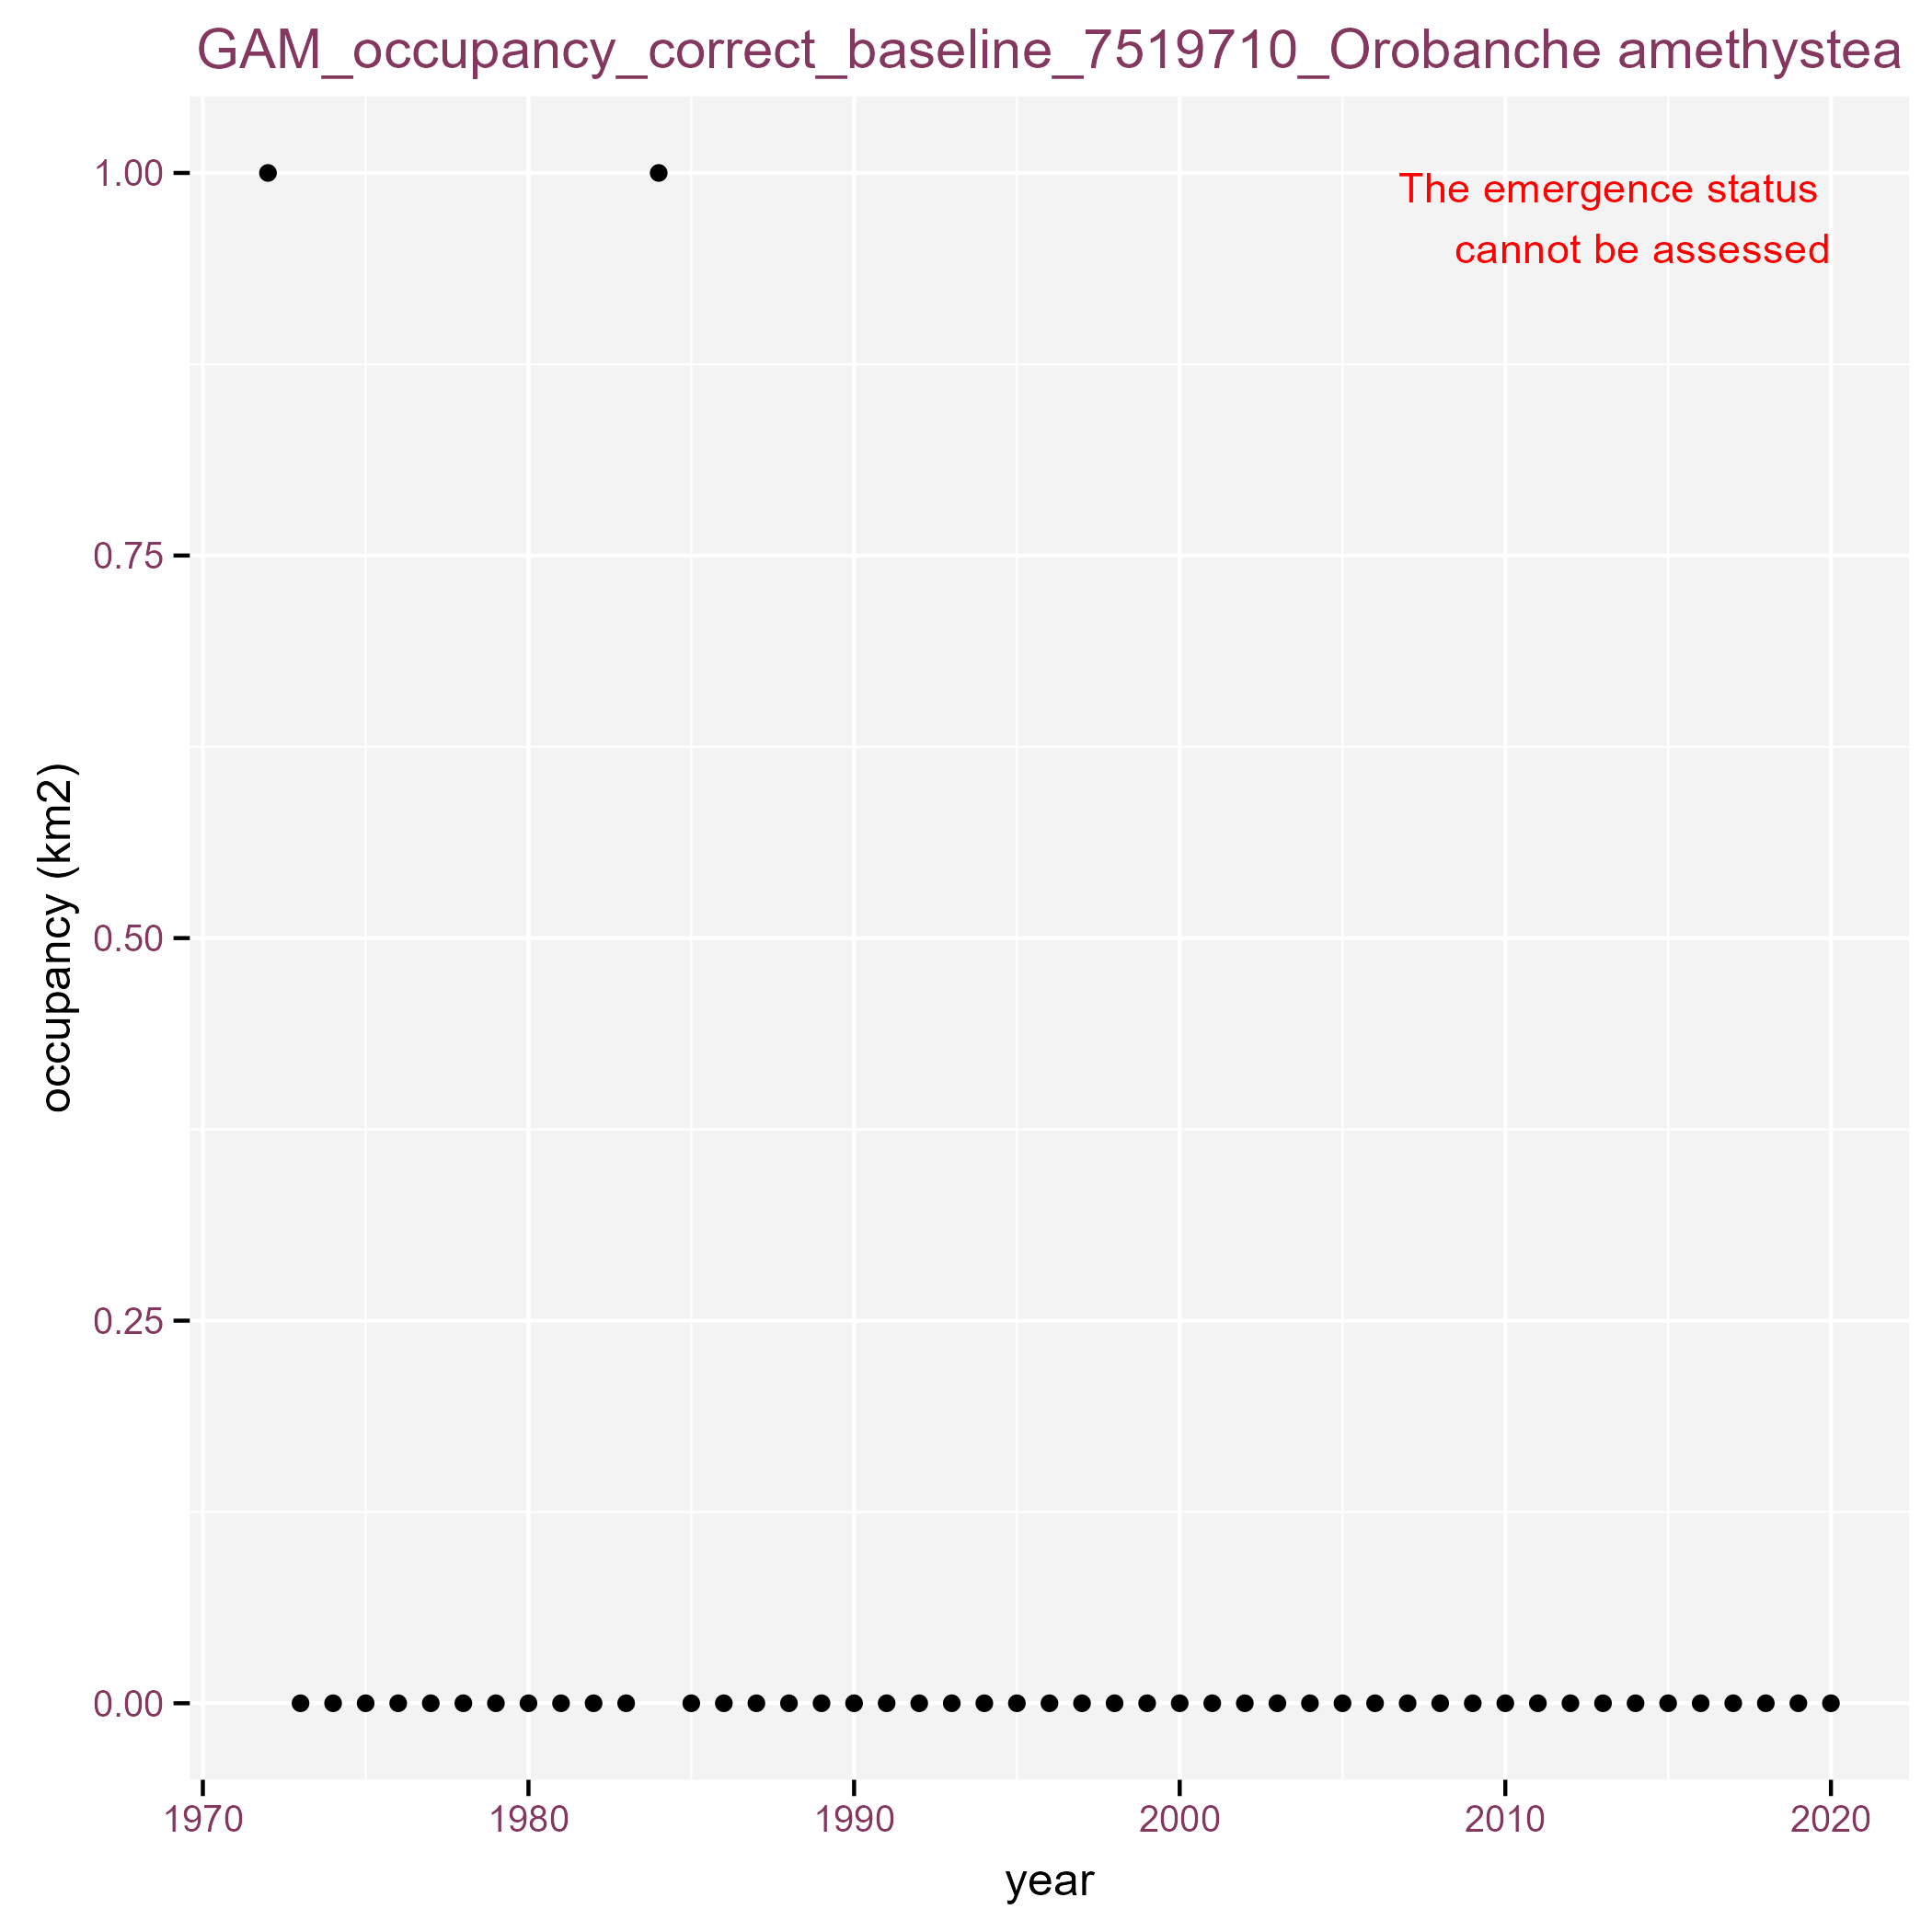 GAM_occupancy_correct_baseline_7519710_Orobanche amethystea
1.00
The emergence status
cannot be assessed
0.75
occupancy (km2)
0.50
0.25
0.00
1970 1980 1990 2000 2010 2020
year